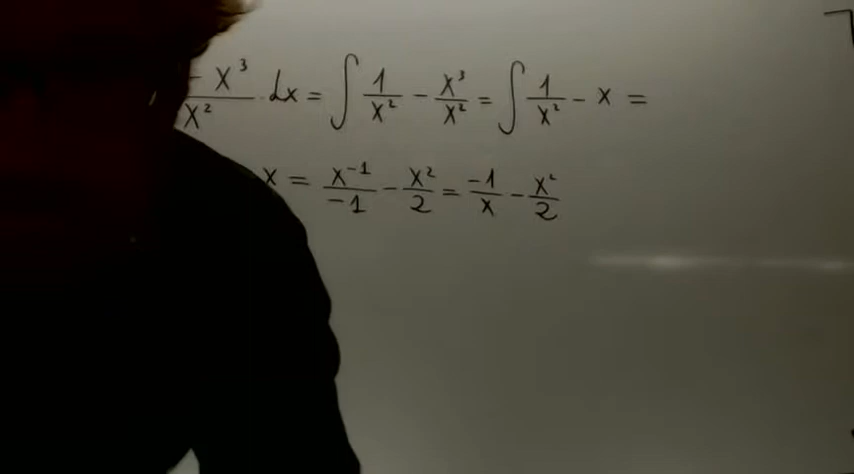 - x³/x² dx = ∫ 1/x² - x³/x² = ∫ 1/x² - x =
x = x⁻¹/-1 - x²/2 = -1/x - x²/2